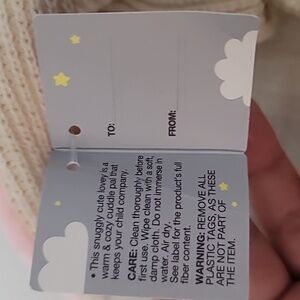 TO:
FROM:
• This snuggly cute lovey is a
warm & cozy cuddle pal that
keeps your child company.
CARE: Clean thoroughly before
first use. Wipe clean with a soft,
damp cloth. Do not immerse in
water. Air dry.
See label for the product's full
fiber content.
WARNING: REMOVE ALL
PLASTIC TAGS, AS THESE
ARE NOT PART OF
THE ITEM.